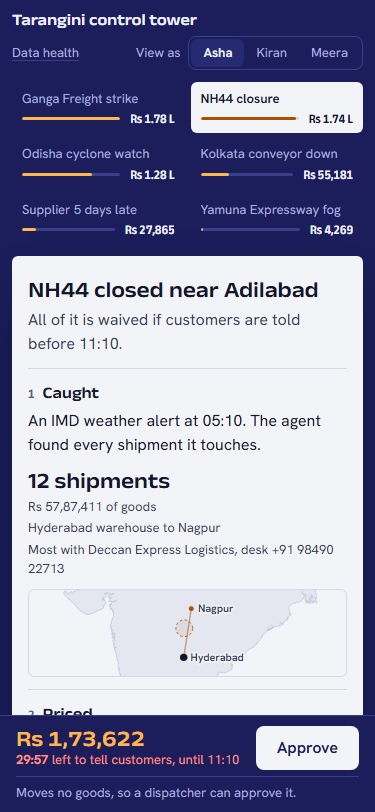 Tarangini control tower
Data health
View as
Asha
Kiran
Meera
Ganga Freight strike
Rs 1.78 L
NH44 closure
Rs 1.74 L
Odisha cyclone watch
Rs 1.28 L
Kolkata conveyor down
Rs 55,181
Supplier 5 days late
Rs 27,865
Yamuna Expressway fog
Rs 4,269
NH44 closed near Adilabad
All of it is waived if customers are told
before 11:10.
1 Caught
An IMD weather alert at 05:10. The agent
found every shipment it touches.
12 shipments
Rs 57,87,411 of goods
Hyderabad warehouse to Nagpur
Most with Deccan Express Logistics, desk +91 98490
22713
Nagpur
Hyderabad
2 Priced
Rs 1,73,622
29:57 left to tell customers, until 11:10
Approve
Moves no goods, so a dispatcher can approve it.